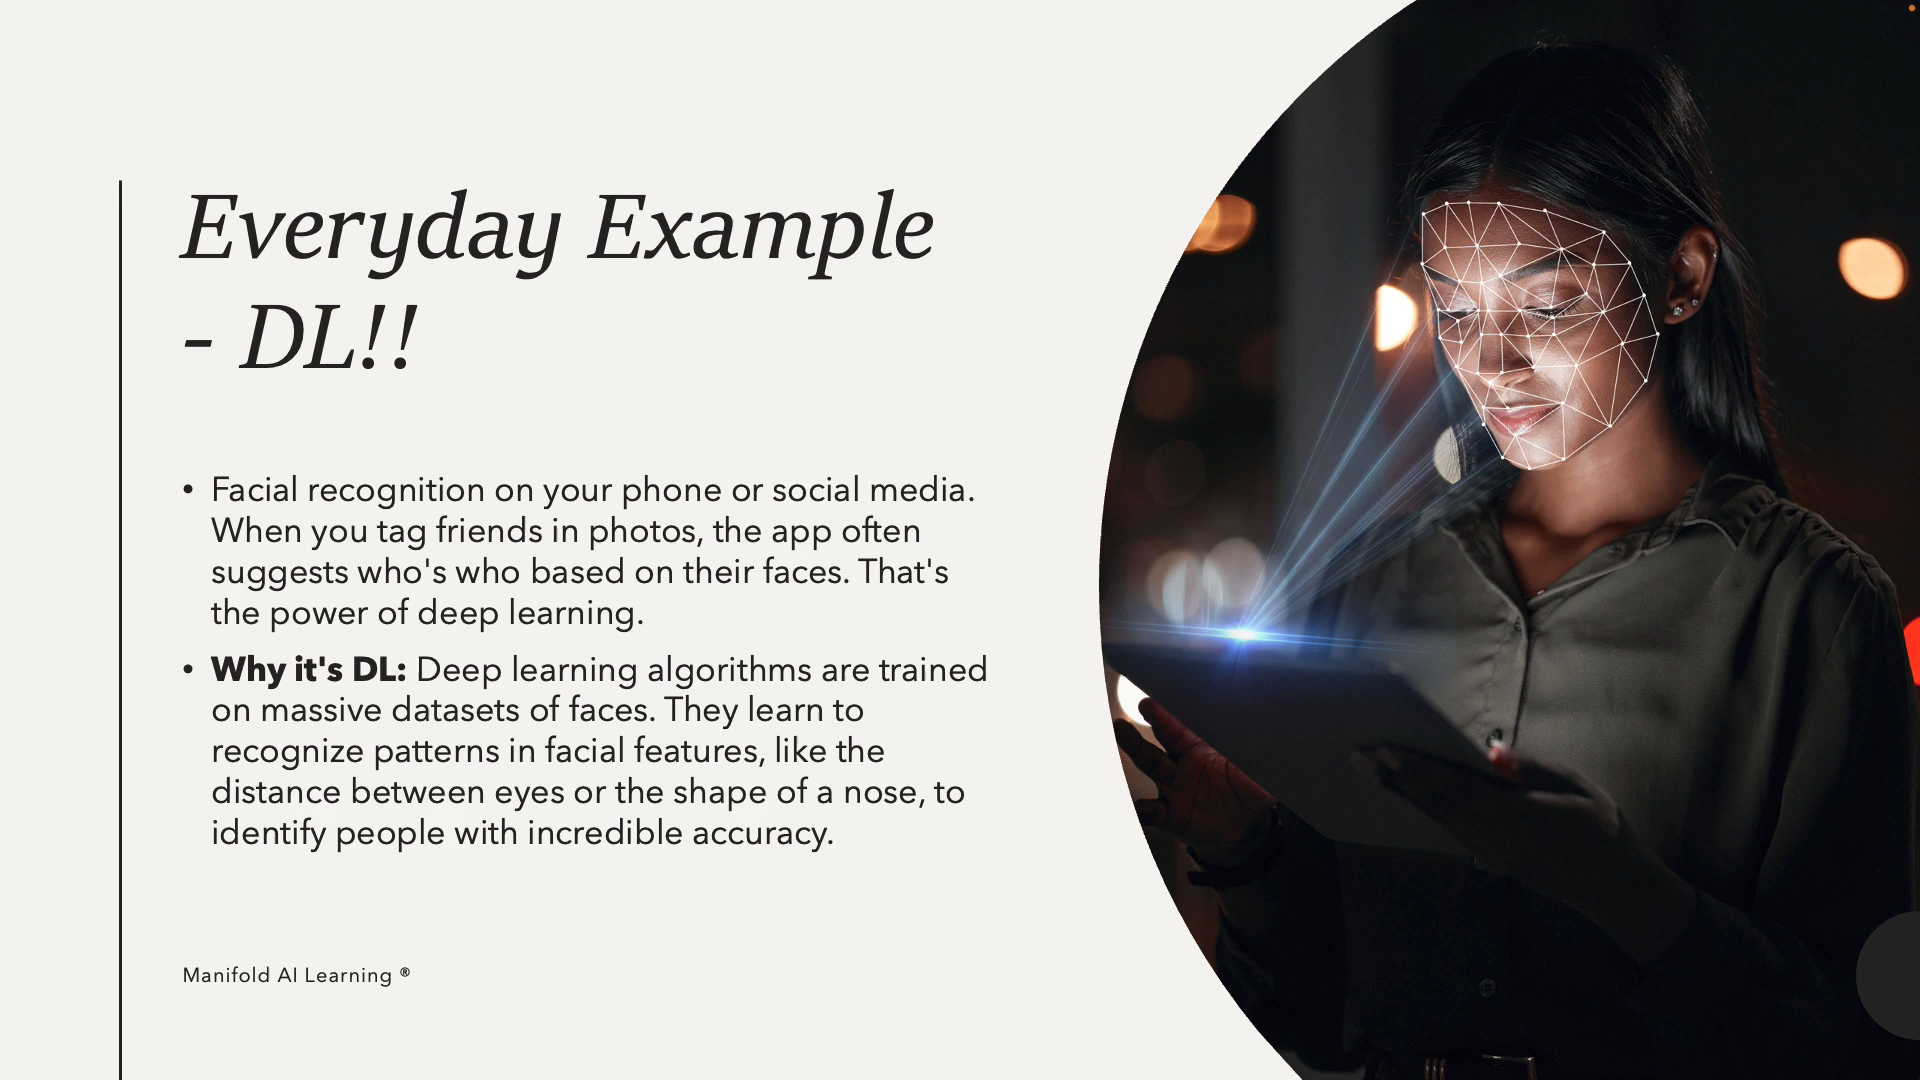 Everyday Example
- DL!!
• Facial recognition on your phone or social media.
When you tag friends in photos, the app often
suggests who's who based on their faces. That's
the power of deep learning.
• Why it's DL: Deep learning algorithms are trained
on massive datasets of faces. They learn to
recognize patterns in facial features, like the
distance between eyes or the shape of a nose, to
identify people with incredible accuracy.
Manifold AI Learning ®